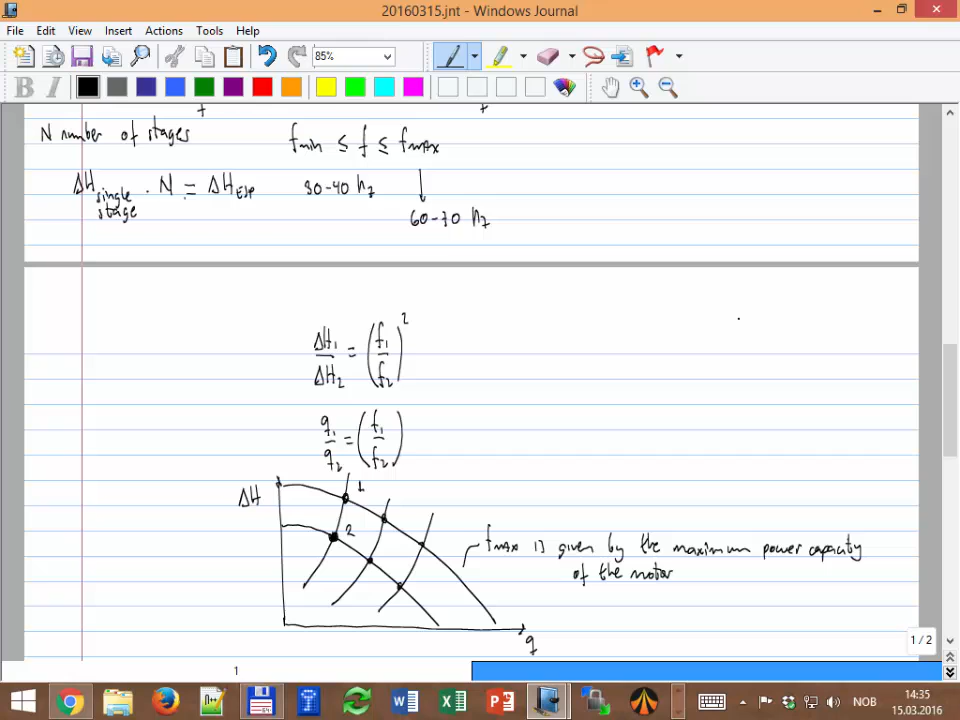 20160315.jnt - Windows Journal
File Edit View Insert Actions Tools Help
85%
B I
N number of stages
fmin ≤ f ≤ fmax
ΔH single stage · N = ΔH ESP
30-40 hz
60-70 hz
ΔH1/ΔH2 = (f1/f2)^2
q1/q2 = (f1/f2)
ΔH
1
2
fmax is given by the maximum power capacity
of the motor
q
1 / 2
1
NOB
14:35
15.03.2016